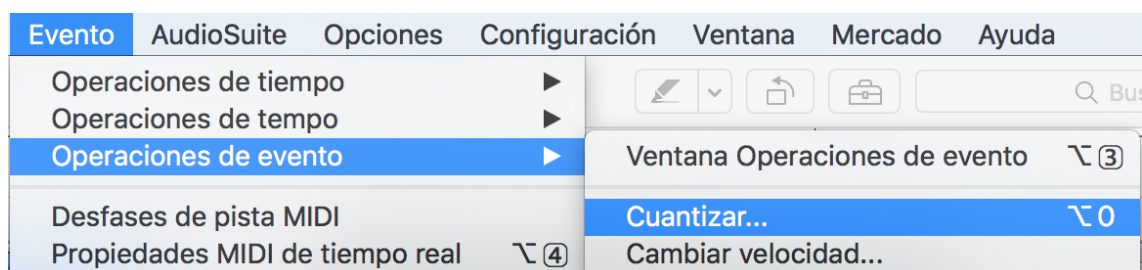 Evento AudioSuite Opciones Configuración Ventana Mercado Ayuda
Operaciones de tiempo ▶
Operaciones de tempo ▶
Operaciones de evento ▶
Desfases de pista MIDI
Propiedades MIDI de tiempo real ⌥ 4
Ventana Operaciones de evento ⌥ 3
Cuantizar... ⌥ 0
Cambiar velocidad...